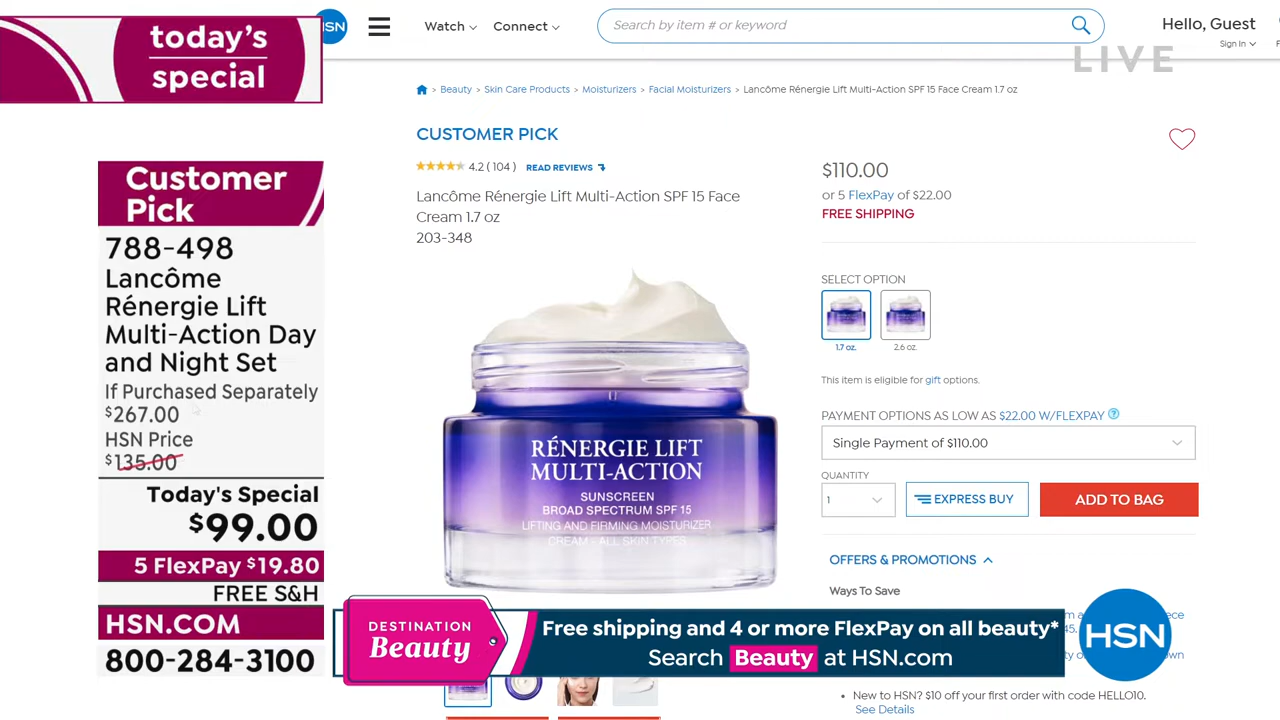 today's
special
HSN
Watch
Connect
Search by item # or keyword
Hello, Guest
Sign In
LIVE
> Beauty > Skin Care Products > Moisturizers > Facial Moisturizers > Lancôme Rénergie Lift Multi-Action SPF 15 Face Cream 1.7 oz
Customer
Pick
788-498
Lancôme
Rénergie Lift
Multi-Action Day
and Night Set
If Purchased Separately
$267.00
HSN Price
$135.00
Today's Special
$99.00
5 FlexPay $19.80
FREE S&H
HSN.COM
800-284-3100
CUSTOMER PICK
4.2 ( 104 ) READ REVIEWS
Lancôme Rénergie Lift Multi-Action SPF 15 Face
Cream 1.7 oz
203-348
RÉNERGIE LIFT
MULTI-ACTION
SUNSCREEN
BROAD SPECTRUM SPF 15
LIFTING AND FIRMING MOISTURIZER
CREAM - ALL SKIN TYPES
$110.00
or 5 FlexPay of $22.00
FREE SHIPPING
SELECT OPTION
1.7 oz.
2.6 oz.
This item is eligible for gift options.
PAYMENT OPTIONS AS LOW AS $22.00 W/FLEXPAY ?
Single Payment of $110.00
QUANTITY
1
EXPRESS BUY
ADD TO BAG
OFFERS & PROMOTIONS
Ways To Save
DESTINATION
Beauty
Free shipping and 4 or more FlexPay on all beauty*
Search Beauty at HSN.com
HSN
• New to HSN? $10 off your first order with code HELLO10.
See Details